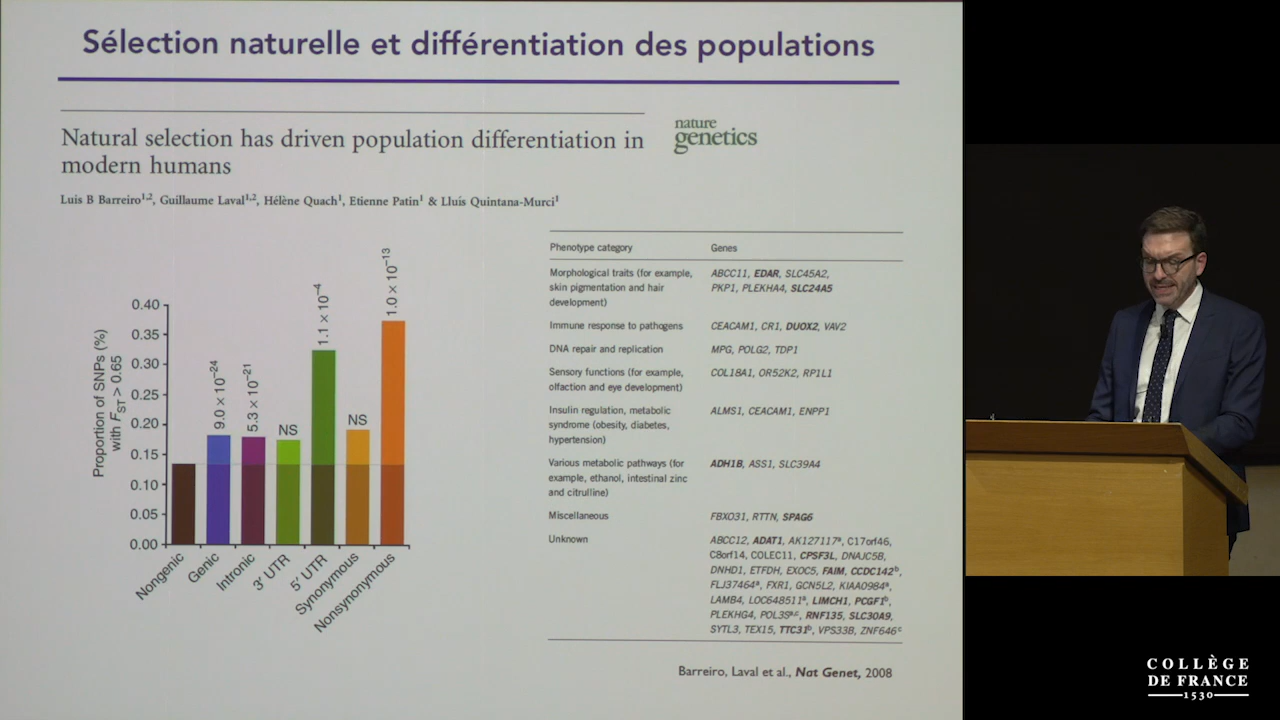 Sélection naturelle et différentiation des populations
Natural selection has driven population differentiation in
modern humans
nature
genetics
Luis B Barreiro1,2, Guillaume Laval1,2, Hélène Quach1, Etienne Patin1 & Lluís Quintana-Murci1
Proportion of SNPs (%)
with FST > 0.65
0.40
0.35
0.30
0.25
0.20
0.15
0.10
0.05
0.00
9.0 × 10−24
5.3 × 10−21
NS
1.1 × 10−4
NS
1.0 × 10−13
Nongenic
Genic
Intronic
3′ UTR
5′ UTR
Synonymous
Nonsynonymous
Phenotype category Genes
Morphological traits (for example, ABCC11, EDAR, SLC45A2,
skin pigmentation and hair PKP1, PLEKHA4, SLC24A5
development)
Immune response to pathogens CEACAM1, CR1, DUOX2, VAV2
DNA repair and replication MPG, POLG2, TDP1
Sensory functions (for example, COL18A1, OR52K2, RP1L1
olfaction and eye development)
Insulin regulation, metabolic ALMS1, CEACAM1, ENPP1
syndrome (obesity, diabetes,
hypertension)
Various metabolic pathways (for ADH1B, ASS1, SLC39A4
example, ethanol, intestinal zinc
and citrulline)
Miscellaneous FBXO31, RTTN, SPAG6
Unknown ABCC12, ADAT1, AK127117a, C17orf46,
C8orf14, COLEC11, CPSF3L, DNAJC5B,
DNHD1, ETFDH, EXOC5, FAIM, CCDC142b,
FLJ37464a, FXR1, GCN5L2, KIAA0984a,
LAMB4, LOC648511a, LIMCH1, PCGF1b,
PLEKHG4, POL3Sa,c, RNF135, SLC30A9,
SYTL3, TEX15, TTC31b, VPS33B, ZNF646c
Barreiro, Laval et al., Nat Genet, 2008
COLLÈGE
DE FRANCE
1530